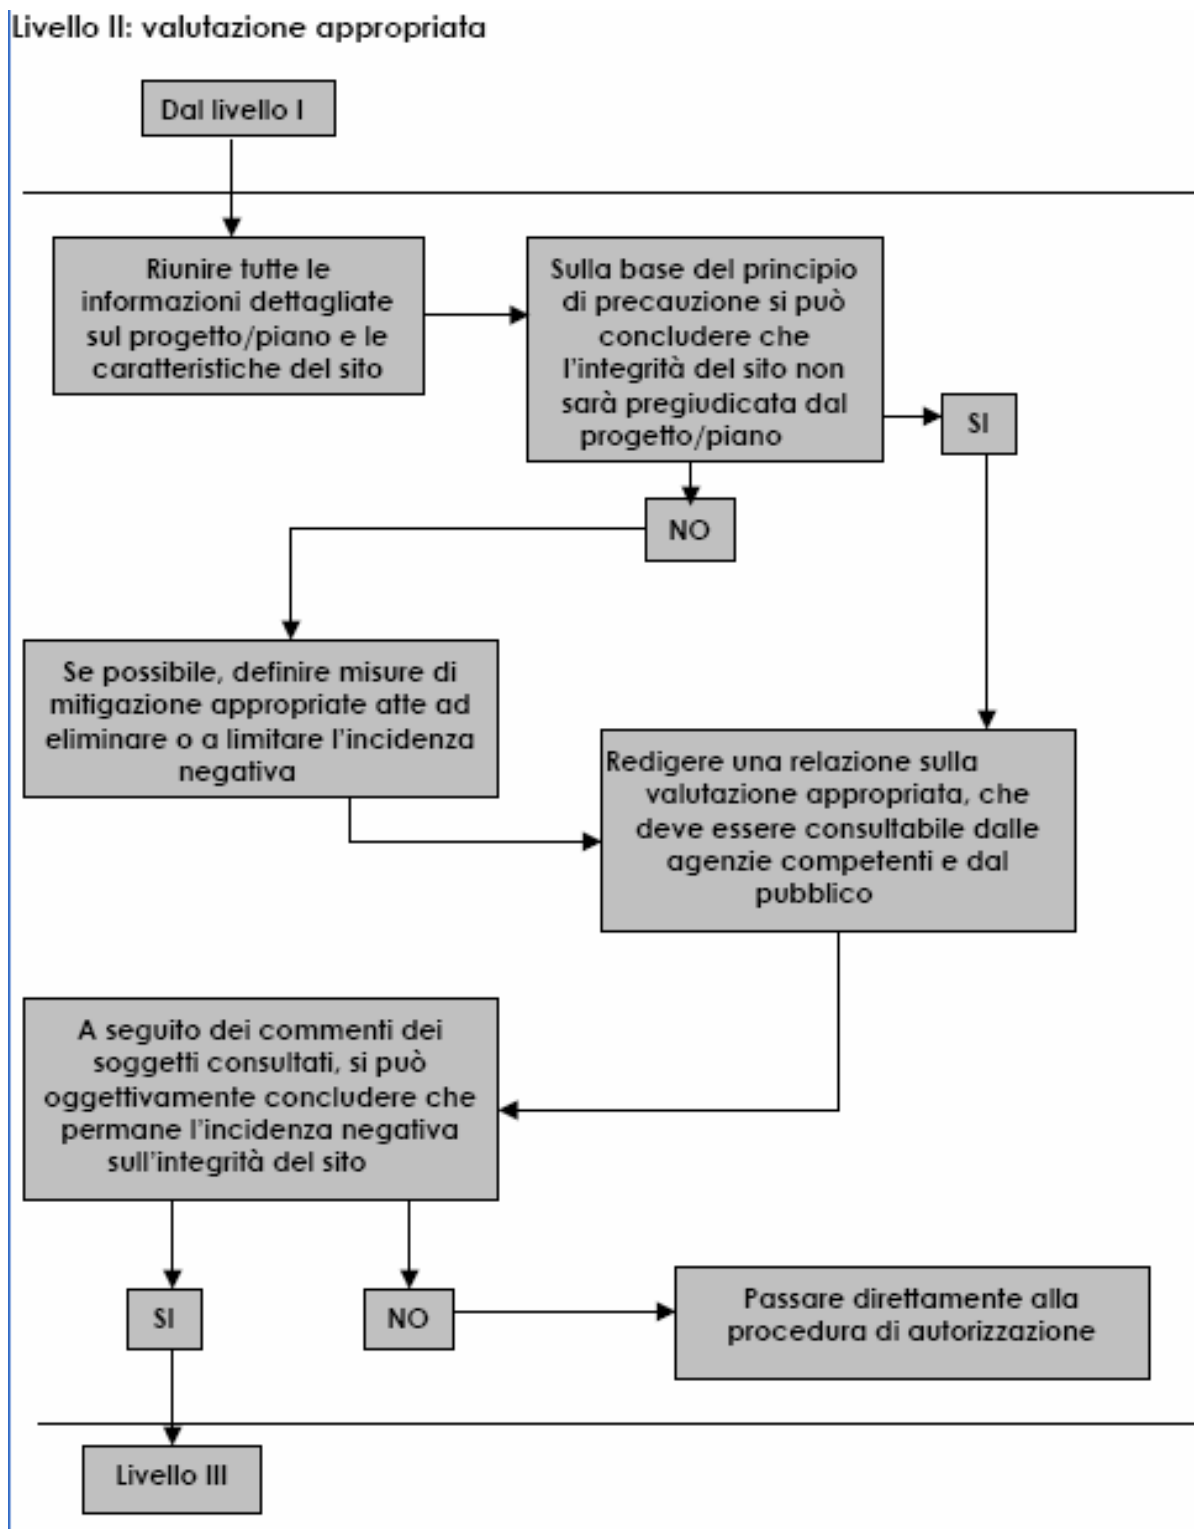 Livello II: valutazione appropriata
Dal livello I
Riunire tutte le
informazioni dettagliate
sul progetto/piano e le
caratteristiche del sito
Sulla base del principio
di precauzione si può
concludere che
l'integrità del sito non
sarà pregiudicata dal
progetto/piano
SI
NO
Se possibile, definire misure di
mitigazione appropriate atte ad
eliminare o a limitare l'incidenza
negativa
Redigere una relazione sulla
valutazione appropriata, che
deve essere consultabile dalle
agenzie competenti e dal
pubblico
A seguito dei commenti dei
soggetti consultati, si può
oggettivamente concludere che
permane l'incidenza negativa
sull'integrità del sito
SI
NO
Passare direttamente alla
procedura di autorizzazione
Livello III